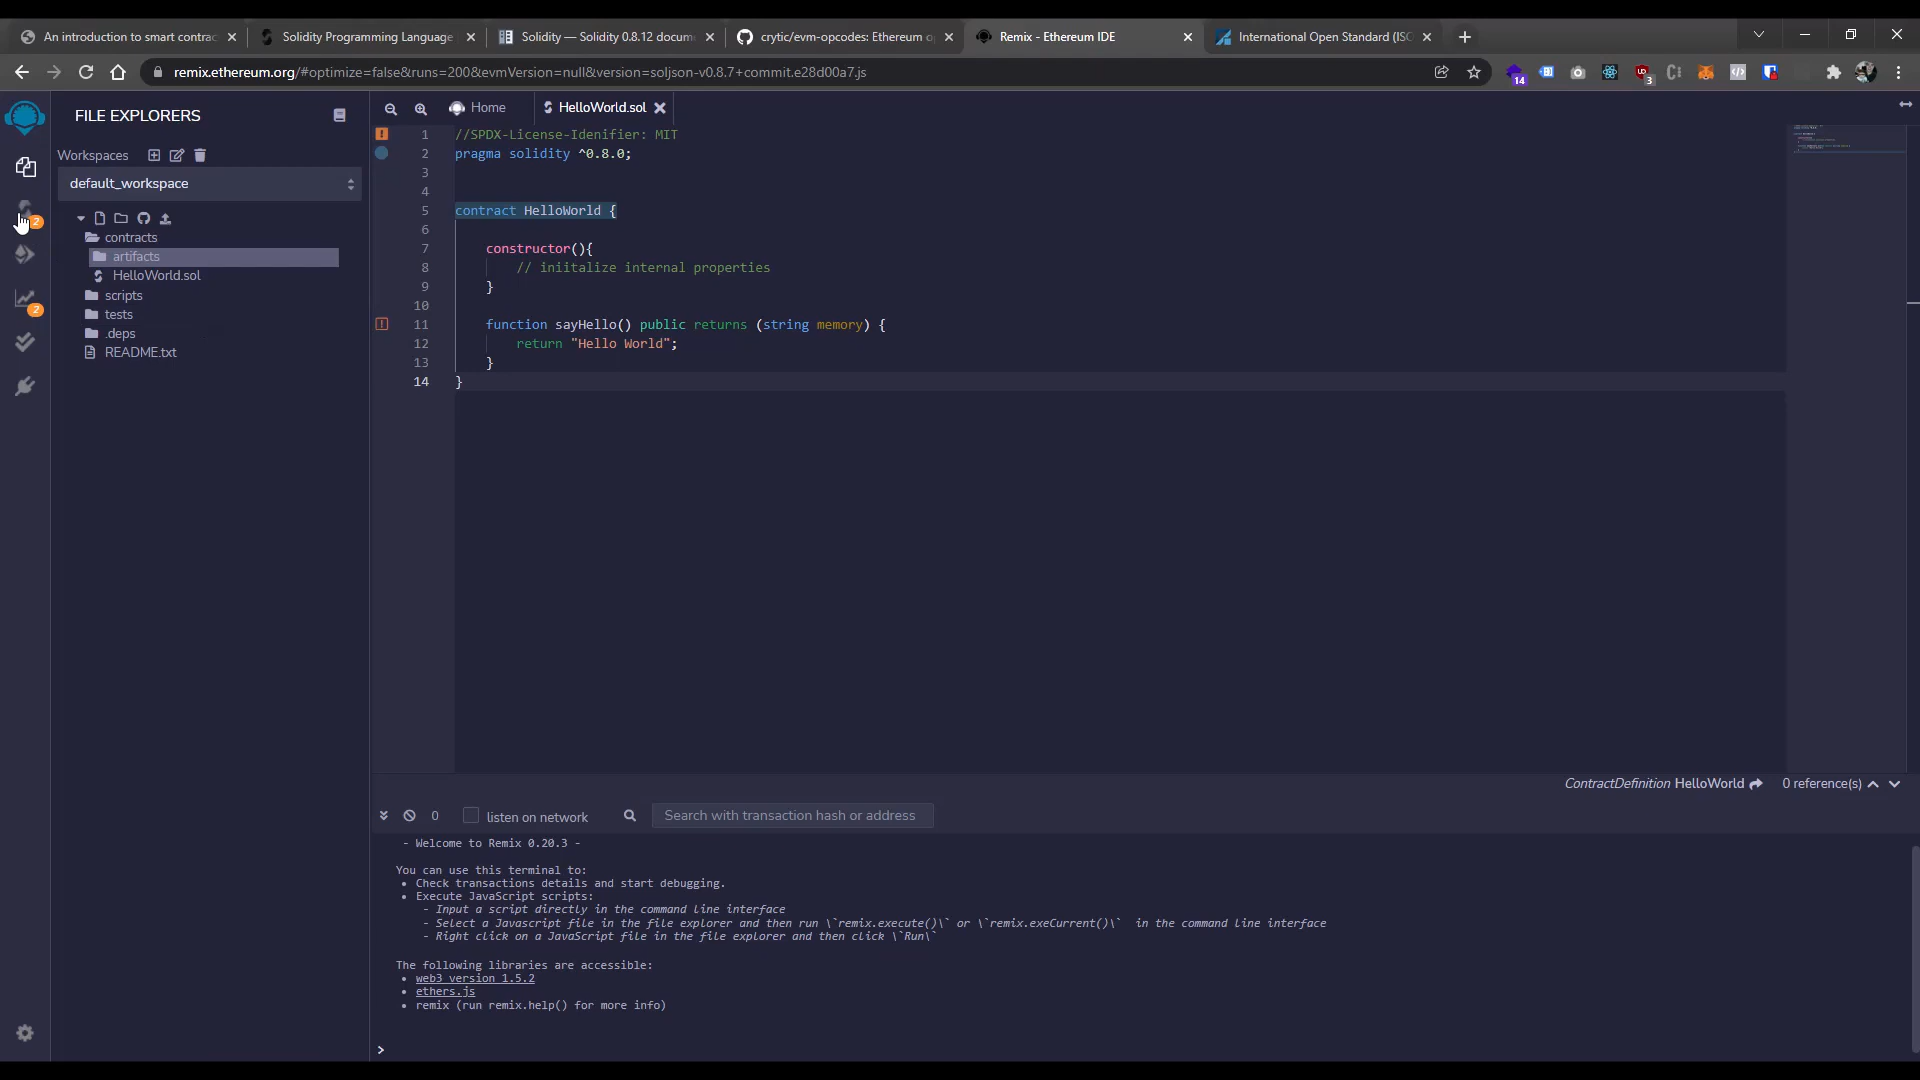 An introduction to smart contrac
Solidity Programming Language
Solidity — Solidity 0.8.12 docume
crytic/evm-opcodes: Ethereum op
Remix - Ethereum IDE
International Open Standard (ISO
remix.ethereum.org/#optimize=false&runs=200&evmVersion=null&version=soljson-v0.8.7+commit.e28d00a7.js
14
3
FILE EXPLORERS
Home
HelloWorld.sol
Workspaces
default_workspace
2
contracts
artifacts
HelloWorld.sol
scripts
2
tests
.deps
README.txt
1 //SPDX-License-Idenifier: MIT
2 pragma solidity ^0.8.0;
3
4
5 contract HelloWorld {
6
7 constructor(){
8 // iniitalize internal properties
9 }
10
11 function sayHello() public returns (string memory) {
12 return "Hello World";
13 }
14 }
ContractDefinition HelloWorld 0 reference(s)
0 listen on network Search with transaction hash or address
- Welcome to Remix 0.20.3 -
You can use this terminal to:
• Check transactions details and start debugging.
• Execute JavaScript scripts:
- Input a script directly in the command line interface
- Select a Javascript file in the file explorer and then run \`remix.execute()\` or \`remix.exeCurrent()\` in the command line interface
- Right click on a JavaScript file in the file explorer and then click \`Run\`
The following libraries are accessible:
• web3 version 1.5.2
• ethers.js
• remix (run remix.help() for more info)
>